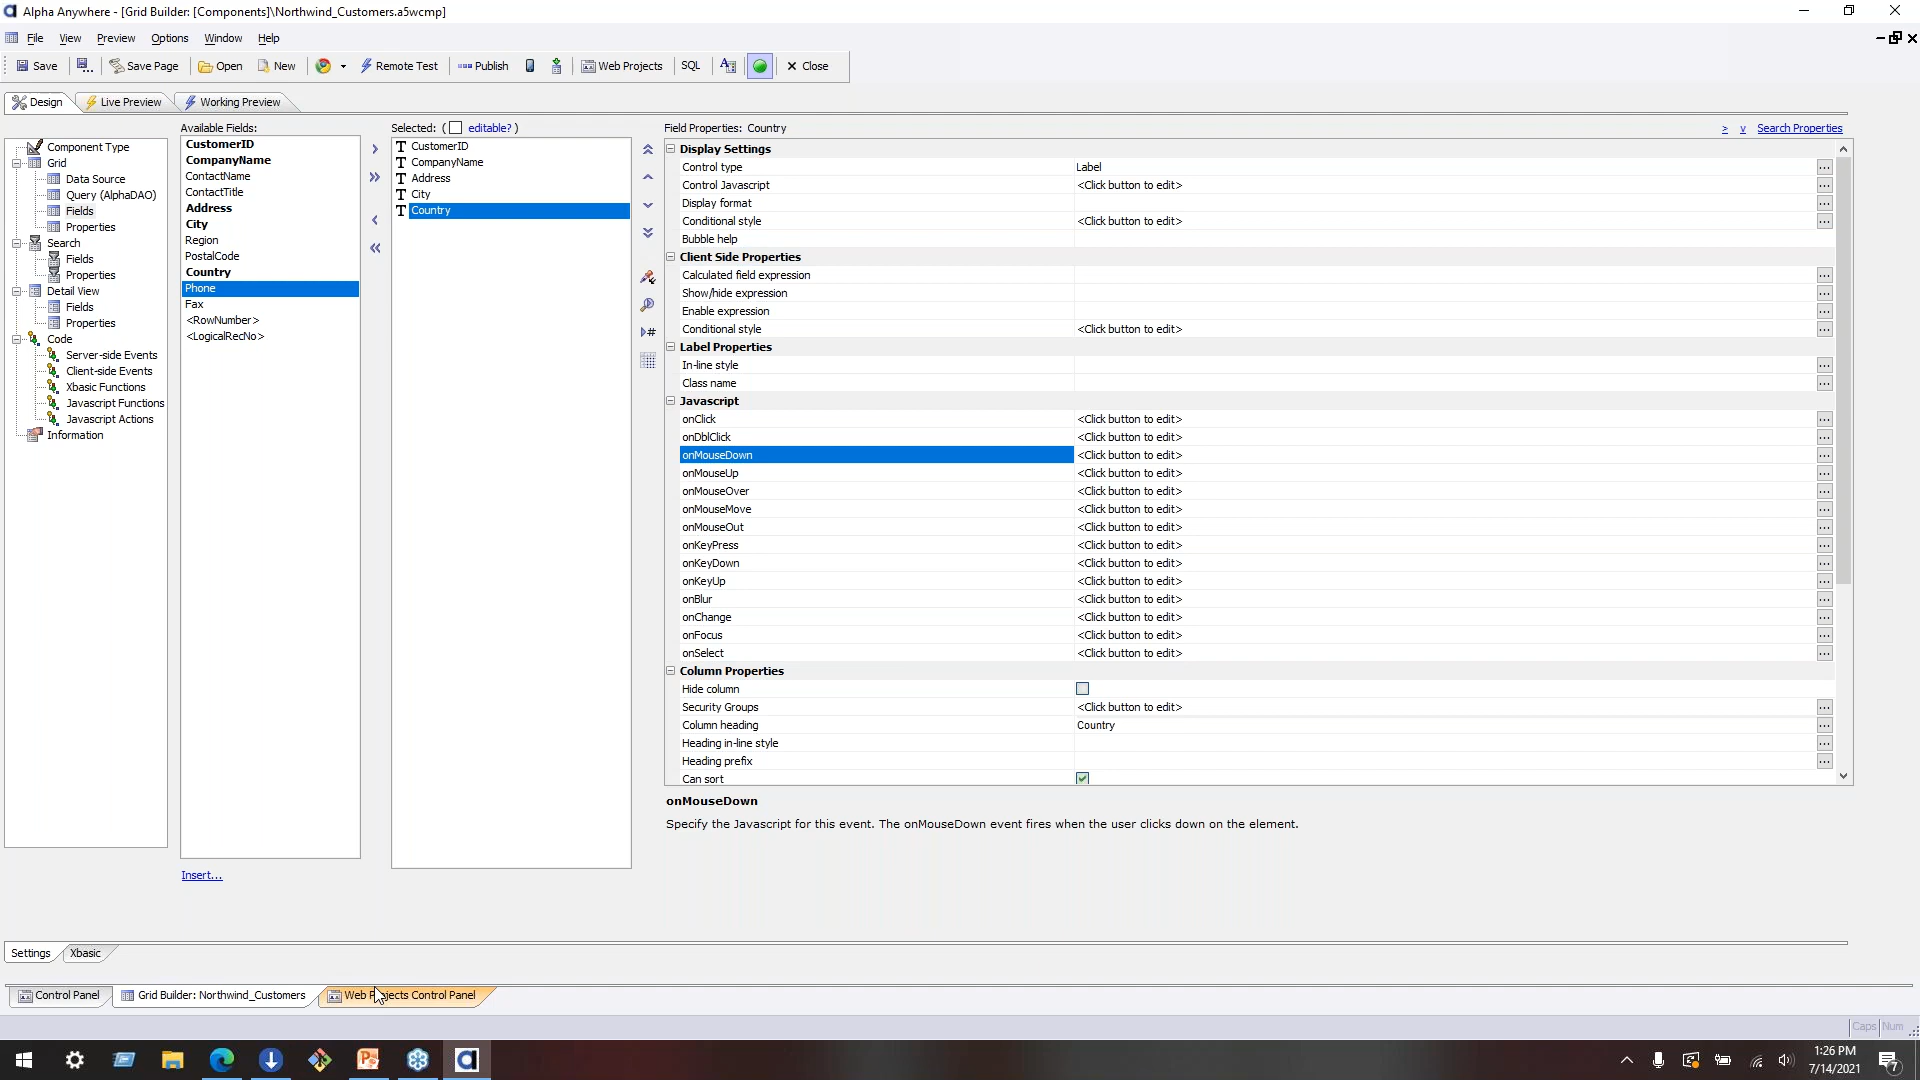 Alpha Anywhere - [Grid Builder: [Components]\Northwind_Customers.a5wcmp]
File View Preview Options Window Help
Save Save Page Open New Remote Test Publish Web Projects SQL Close
Design Live Preview Working Preview
Component Type
Grid
Data Source
Query (AlphaDAO)
Fields
Properties
Search
Fields
Properties
Detail View
Fields
Properties
Code
Server-side Events
Client-side Events
Xbasic Functions
Javascript Functions
Javascript Actions
Information
Available Fields:
CustomerID
CompanyName
ContactName
ContactTitle
Address
City
Region
PostalCode
Country
Phone
Fax
<RowNumber>
<LogicalRecNo>
Insert...
Selected: ( editable? )
CustomerID
CompanyName
Address
City
Country
Field Properties: Country > v Search Properties
Display Settings
Control type Label
Control Javascript <Click button to edit>
Display format
Conditional style <Click button to edit>
Bubble help
Client Side Properties
Calculated field expression
Show/hide expression
Enable expression
Conditional style <Click button to edit>
Label Properties
In-line style
Class name
Javascript
onClick <Click button to edit>
onDblClick <Click button to edit>
onMouseDown <Click button to edit>
onMouseUp <Click button to edit>
onMouseOver <Click button to edit>
onMouseMove <Click button to edit>
onMouseOut <Click button to edit>
onKeyPress <Click button to edit>
onKeyDown <Click button to edit>
onKeyUp <Click button to edit>
onBlur <Click button to edit>
onChange <Click button to edit>
onFocus <Click button to edit>
onSelect <Click button to edit>
Column Properties
Hide column
Security Groups <Click button to edit>
Column heading Country
Heading in-line style
Heading prefix
Can sort
onMouseDown
Specify the Javascript for this event. The onMouseDown event fires when the user clicks down on the element.
Settings Xbasic
Control Panel Grid Builder: Northwind_Customers Web Projects Control Panel
Caps Num
1:26 PM
7/14/2021
7